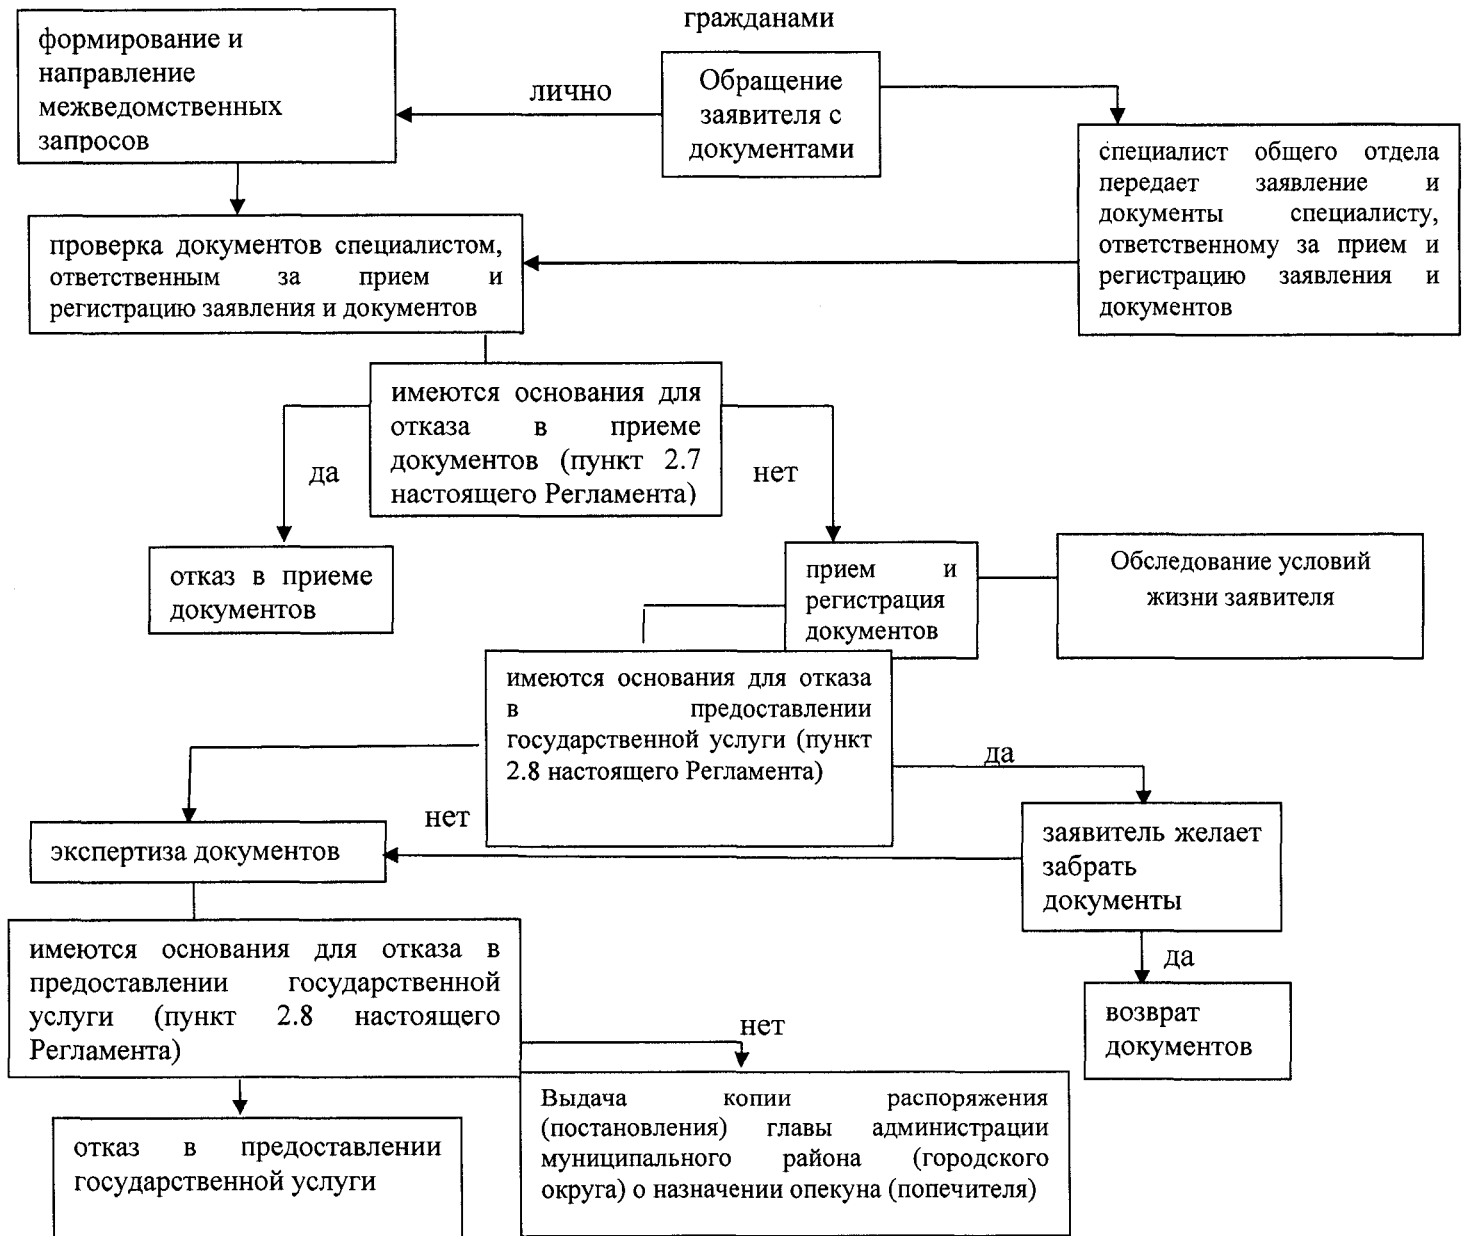 гражданами
формирование и
направление
межведомственных
запросов
лично
Обращение
заявителя с
документами
специалист общего отдела
передает заявление и
документы специалисту,
ответственному за прием и
регистрацию заявления и
документов
проверка документов специалистом,
ответственным за прием и
регистрацию заявления и документов
имеются основания для
отказа в приеме
документов (пункт 2.7
настоящего Регламента)
да
нет
отказ в приеме
документов
прием и
регистрация
документов
Обследование условий
жизни заявителя
имеются основания для отказа
в предоставлении
государственной услуги (пункт
2.8 настоящего Регламента)
да
нет
экспертиза документов
заявитель желает
забрать
документы
имеются основания для отказа в
предоставлении государственной
услуги (пункт 2.8 настоящего
Регламента)
да
возврат
документов
нет
отказ в предоставлении
государственной услуги
Выдача копии распоряжения
(постановления) главы администрации
муниципального района (городского
округа) о назначении опекуна (попечителя)